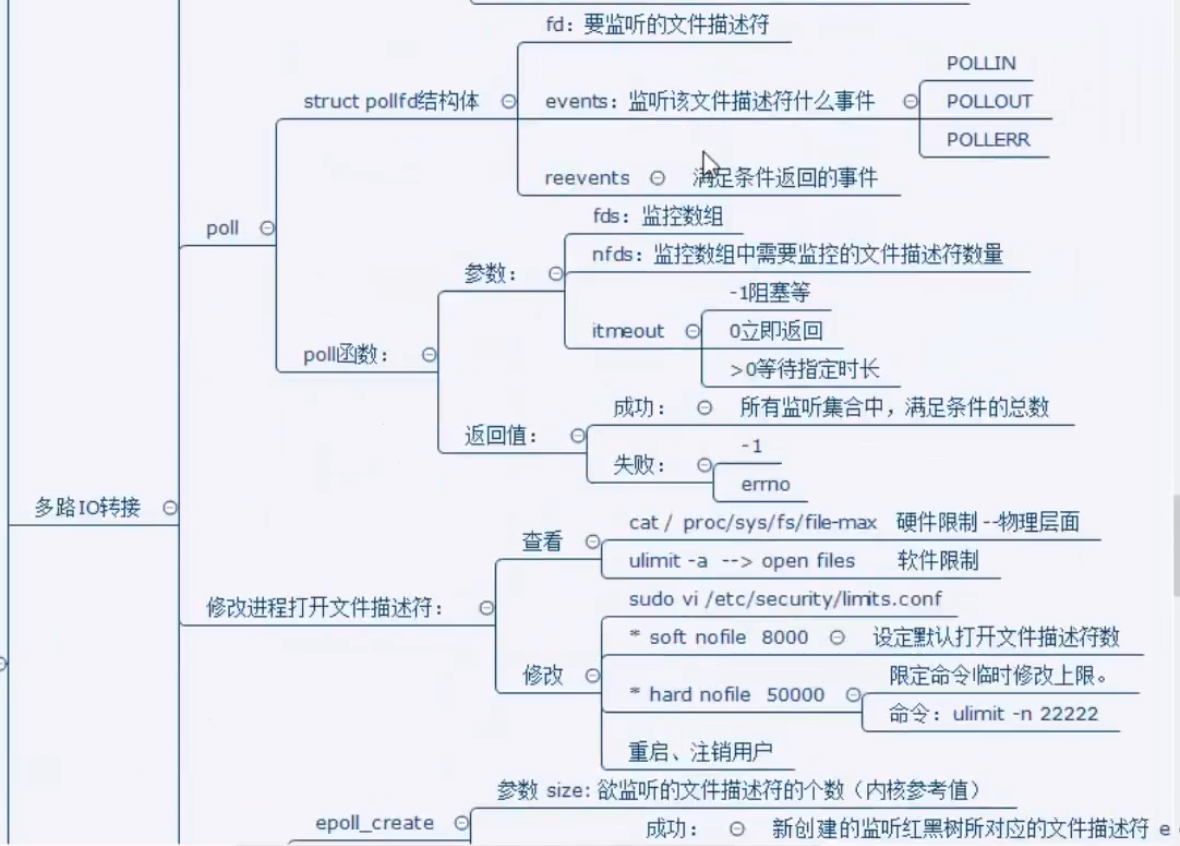 fd：要监听的文件描述符
POLLIN
struct pollfd结构体
events：监听该文件描述符什么事件
POLLOUT
POLLERR
reevents
满足条件返回的事件
fds：监控数组
poll
nfds：监控数组中需要监控的文件描述符数量
参数：
-1阻塞等
itmeout
0立即返回
poll函数：
>0等待指定时长
成功：
所有监听集合中，满足条件的总数
返回值：
-1
失败：
errno
多路IO转接
cat / proc/sys/fs/file-max 硬件限制 --物理层面
查看
ulimit -a --> open files 软件限制
修改进程打开文件描述符：
sudo vi /etc/security/limits.conf
* soft nofile 8000
设定默认打开文件描述符数
修改
限定命令临时修改上限。
* hard nofile 50000
命令：ulimit -n 22222
重启、注销用户
参数 size：欲监听的文件描述符的个数（内核参考值）
epoll_create
成功：
新创建的监听红黑树所对应的文件描述符 e